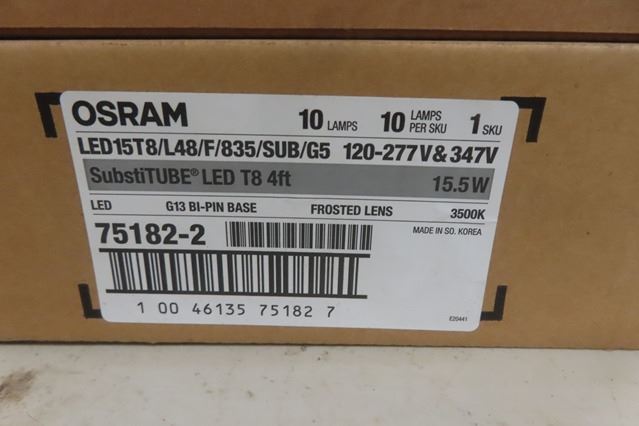 OSRAM 10 LAMPS 10 LAMPS PER SKU 1 SKU
LED15T8/L48/F/835/SUB/G5 120-277V&347V
SubstiTUBE® LED T8 4ft 15.5W
LED G13 BI-PIN BASE FROSTED LENS 3500K
75182-2 MADE IN SO. KOREA
1 00 46135 75182 7
E20441